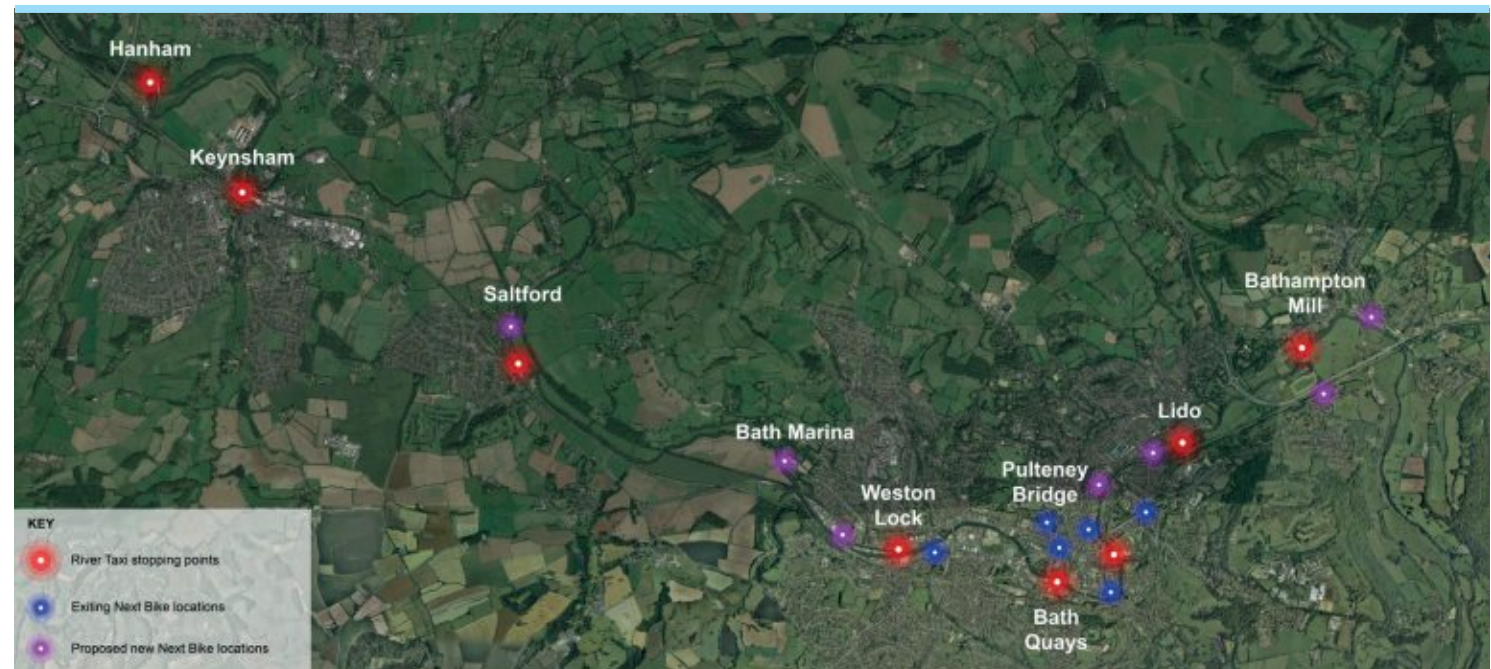 Hanham
Keynsham
Saltford
Bathampton
Mill
Lido
Bath Marina
Pulteney
Bridge
Weston
Lock
Bath
Quays
KEY
River Taxi stopping points
Exiting Next Bike locations
Proposed new Next Bike locations